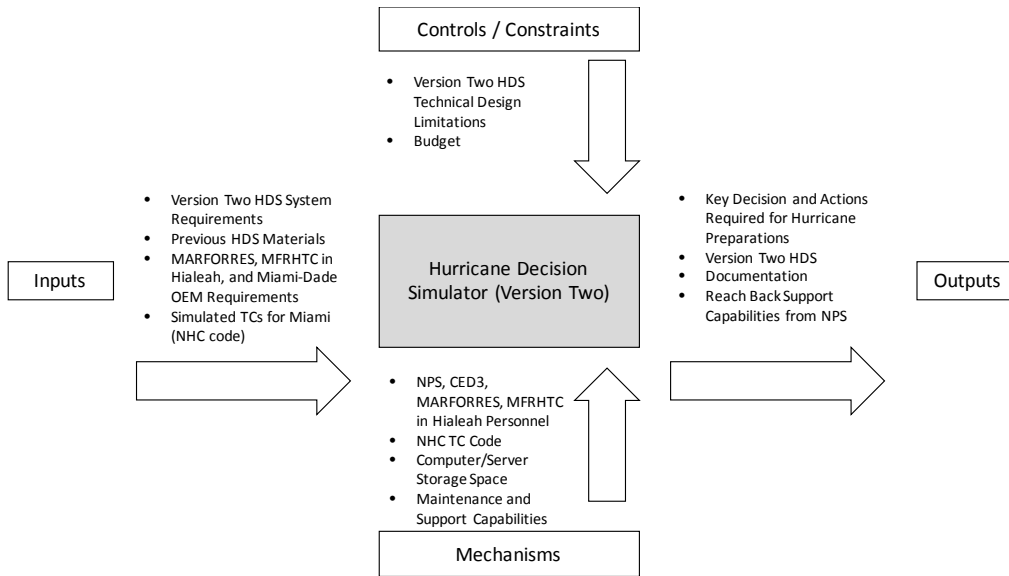 Controls / Constraints
• Version Two HDS
Technical Design
Limitations
• Budget
Inputs
• Version Two HDS System
Requirements
• Previous HDS Materials
• MARFORRES, MFRHTC in
Hialeah, and Miami-Dade
OEM Requirements
• Simulated TCs for Miami
(NHC code)
Hurricane Decision
Simulator (Version Two)
• Key Decision and Actions
Required for Hurricane
Preparations
• Version Two HDS
• Documentation
• Reach Back Support
Capabilities from NPS
Outputs
• NPS, CED3,
MARFORRES, MFRHTC
in Hialeah Personnel
• NHC TC Code
• Computer/Server
Storage Space
• Maintenance and
Support Capabilities
Mechanisms